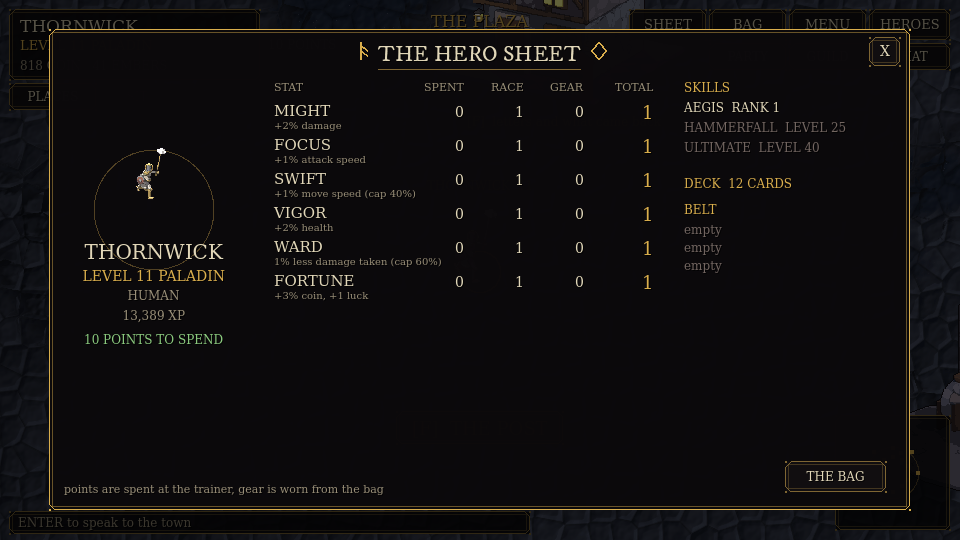 THORNWICK
THE PLAZA
SHEET
BAG
MENU
HEROES
LEV
818
PLA
AT
THE HERO SHEET
X
STAT SPENT RACE GEAR TOTAL
MIGHT 0 1 0 1
+2% damage
FOCUS 0 1 0 1
+1% attack speed
SWIFT 0 1 0 1
+1% move speed (cap 40%)
VIGOR 0 1 0 1
+2% health
WARD 0 1 0 1
1% less damage taken (cap 60%)
FORTUNE 0 1 0 1
+3% coin, +1 luck
THORNWICK
LEVEL 11 PALADIN
HUMAN
13,389 XP
10 POINTS TO SPEND
SKILLS
AEGIS RANK 1
HAMMERFALL LEVEL 25
ULTIMATE LEVEL 40
DECK 12 CARDS
BELT
empty
empty
empty
THE BAG
points are spent at the trainer, gear is worn from the bag
ENTER to speak to the town